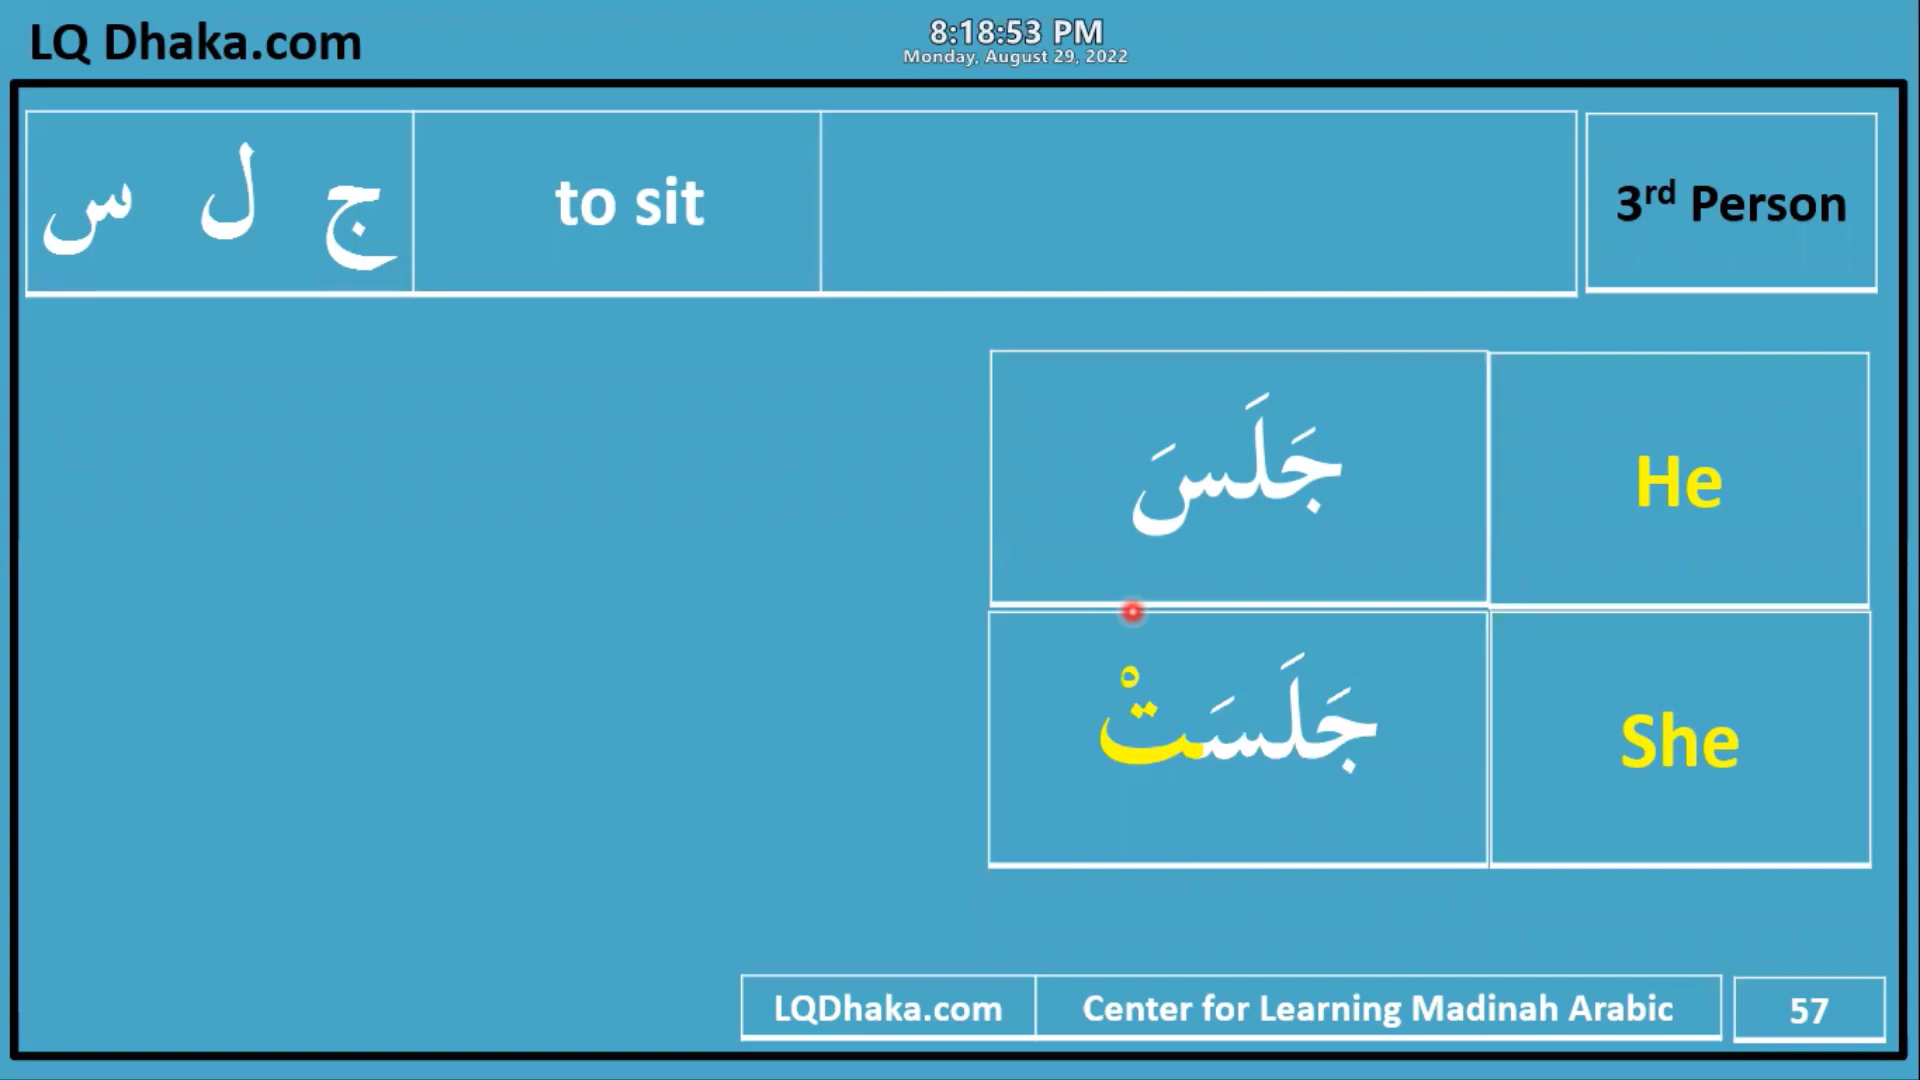 LQ Dhaka.com
8:18:53 PM
Monday, August 29, 2022
ج ل س
to sit
3rd Person
جَلَسَ
He
جَلَسَتْ
She
LQDhaka.com
Center for Learning Madinah Arabic
57